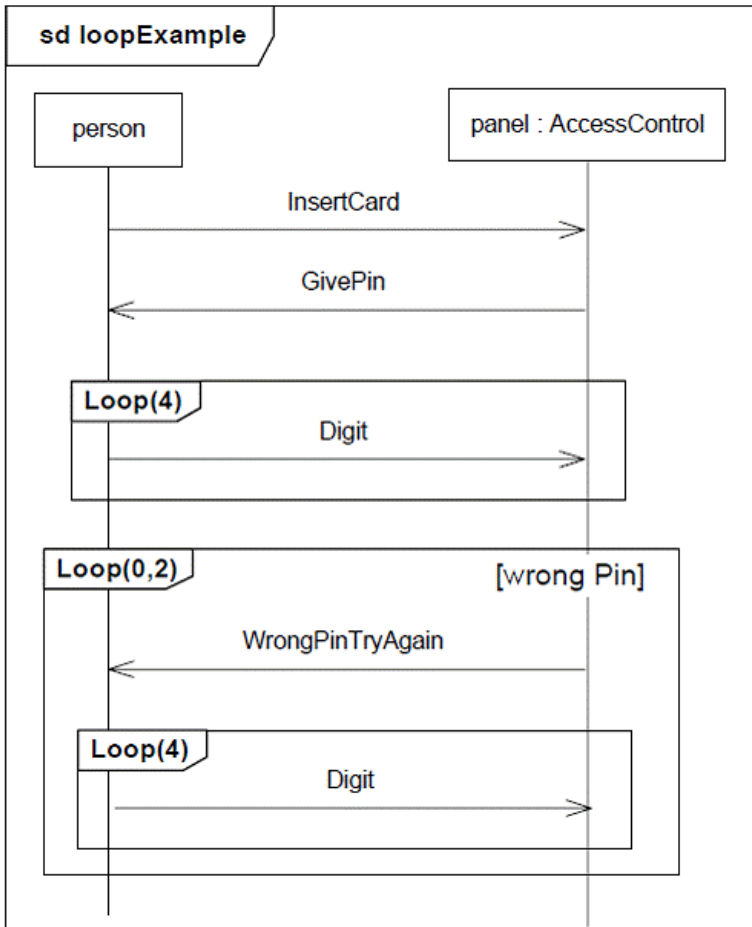 sd loopExample
person
panel : AccessControl
InsertCard
GivePin
Loop(4)
Digit
Loop(0,2)
[wrong Pin]
WrongPinTryAgain
Loop(4)
Digit